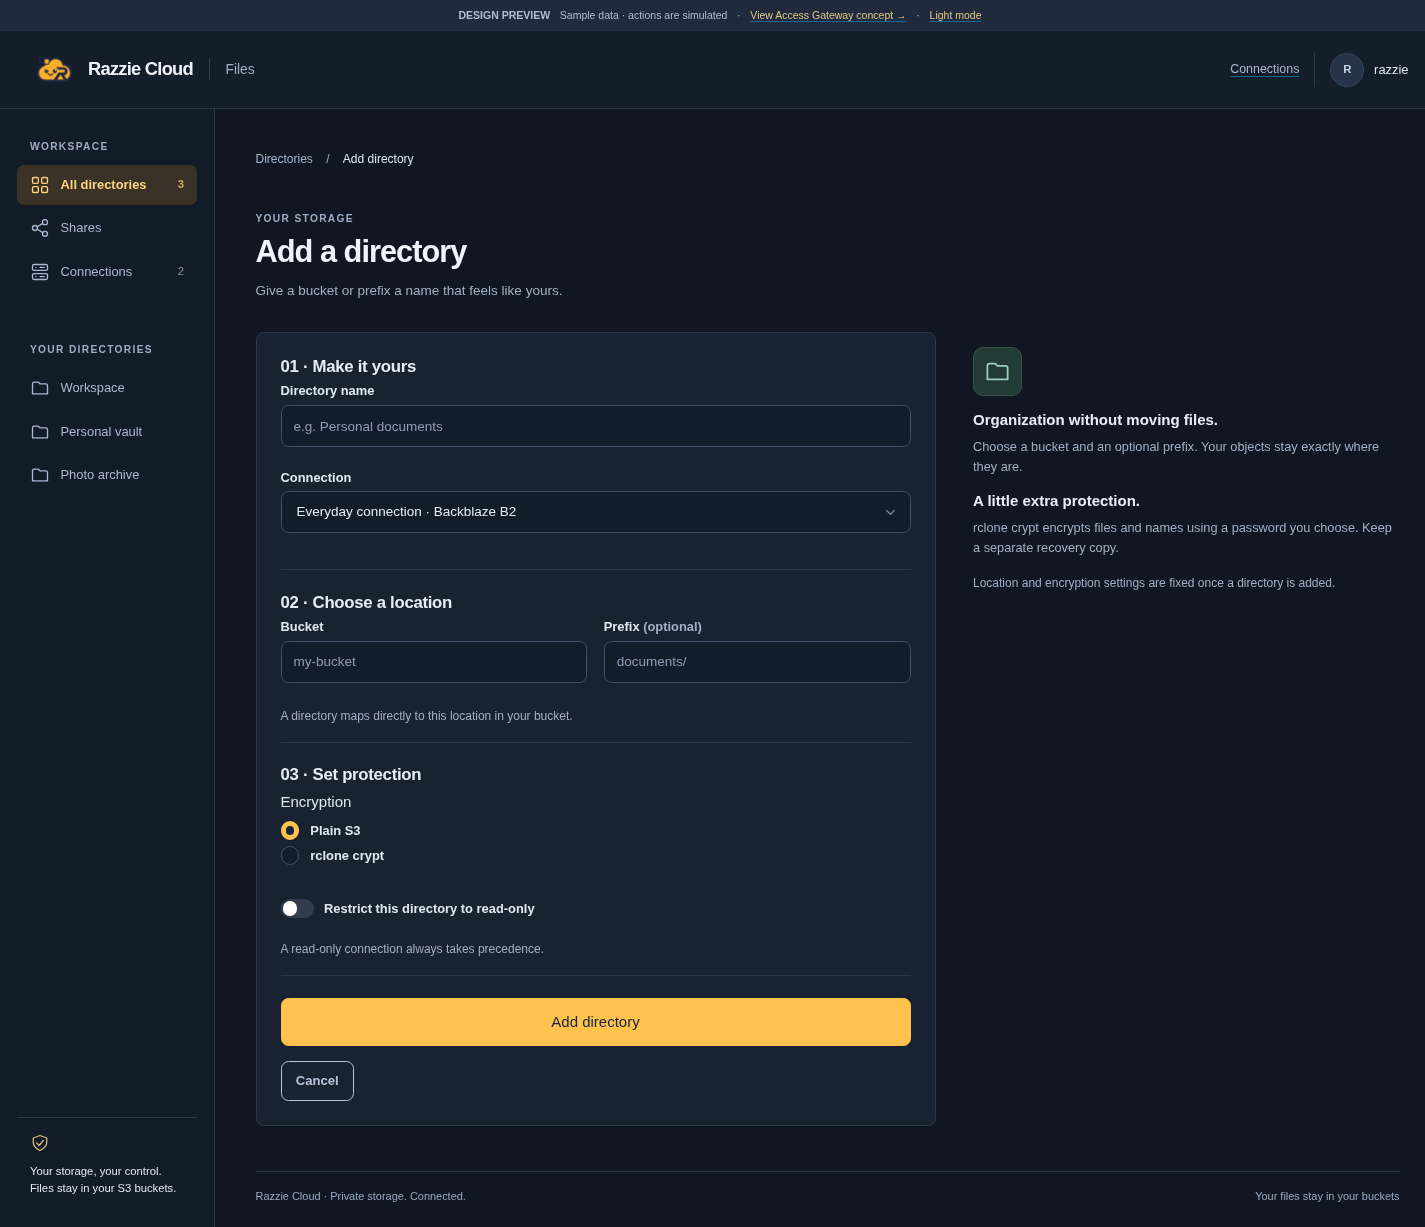 DESIGN PREVIEW Sample data · actions are simulated · View Access Gateway concept → · Light mode
Razzie Cloud
Files
Connections
R
razzie
WORKSPACE
All directories 3
Shares
Connections 2
YOUR DIRECTORIES
Workspace
Personal vault
Photo archive
Your storage, your control.
Files stay in your S3 buckets.
Directories / Add directory
YOUR STORAGE
Add a directory
Give a bucket or prefix a name that feels like yours.
01 · Make it yours
Directory name
e.g. Personal documents
Connection
Everyday connection · Backblaze B2
02 · Choose a location
Bucket
my-bucket
Prefix (optional)
documents/
A directory maps directly to this location in your bucket.
03 · Set protection
Encryption
Plain S3
rclone crypt
Restrict this directory to read-only
A read-only connection always takes precedence.
Add directory
Cancel
Organization without moving files.
Choose a bucket and an optional prefix. Your objects stay exactly where
they are.
A little extra protection.
rclone crypt encrypts files and names using a password you choose. Keep
a separate recovery copy.
Location and encryption settings are fixed once a directory is added.
Razzie Cloud · Private storage. Connected.
Your files stay in your buckets